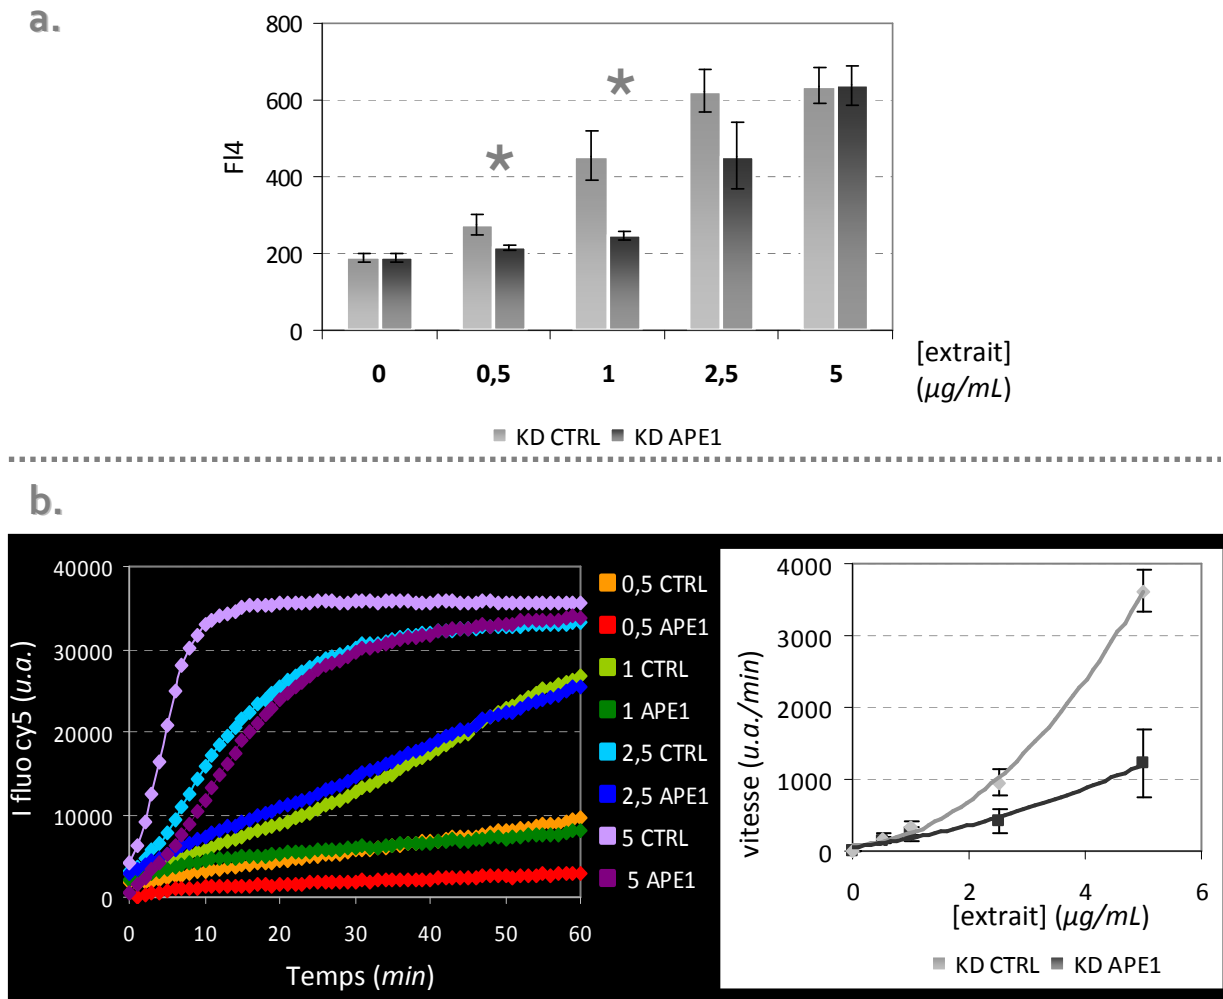 a.
800
600
400
200
0
Fl4
0 0,5 1 2,5 5
[extrait]
(µg/mL)
KD CTRL KD APE1
b.
40000
30000
20000
10000
0
I fluo cy5 (u.a.)
0 10 20 30 40 50 60
Temps (min)
0,5 CTRL
0,5 APE1
1 CTRL
1 APE1
2,5 CTRL
2,5 APE1
5 CTRL
5 APE1
4000
3000
2000
1000
0
vitesse (u.a./min)
0 2 4 6
[extrait] (µg/mL)
KD CTRL KD APE1